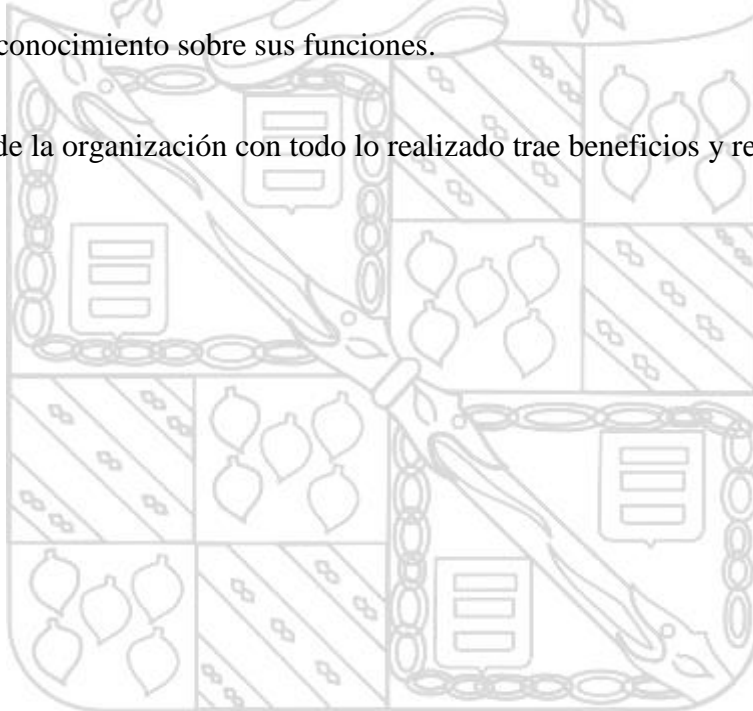 conocimiento sobre sus funciones.
de la organización con todo lo realizado trae beneficios y re